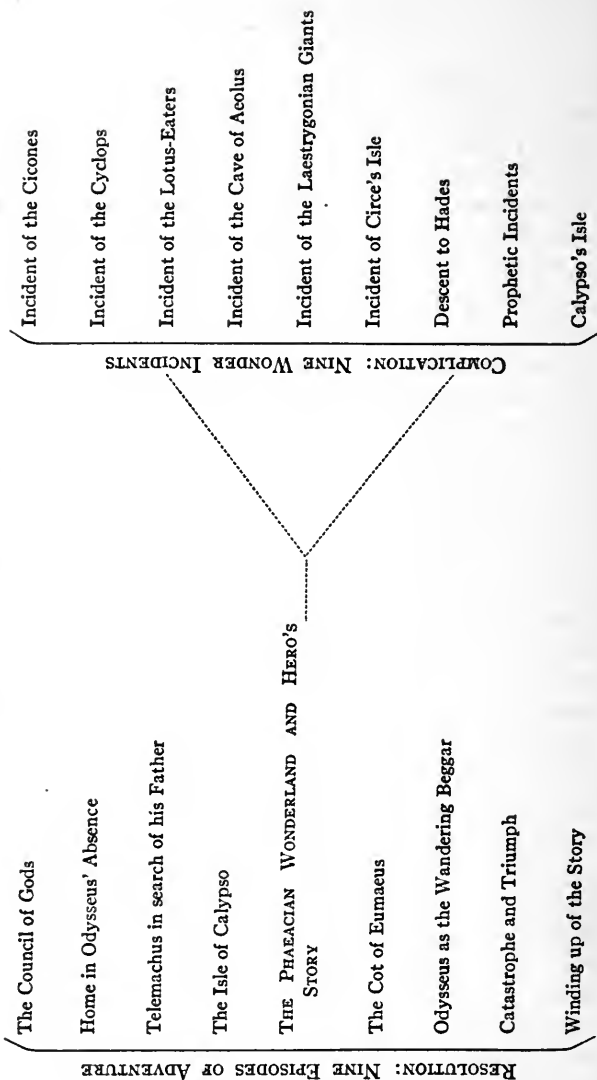 RESOLUTION: NINE EPISODES OF ADVENTURE
The Council of Gods
Home in Odysseus' Absence
Telemachus in search of his Father
The Isle of Calypso
THE PHAEACIAN WONDERLAND AND HERO'S
STORY
The Cot of Eumaeus
Odysseus as the Wandering Beggar
Catastrophe and Triumph
Winding up of the Story
COMPLICATION: NINE WONDER INCIDENTS
Incident of the Cicones
Incident of the Cyclops
Incident of the Lotus-Eaters
Incident of the Cave of Aeolus
Incident of the Laestrygonian Giants
Incident of Circe's Isle
Descent to Hades
Prophetic Incidents
Calypso's Isle